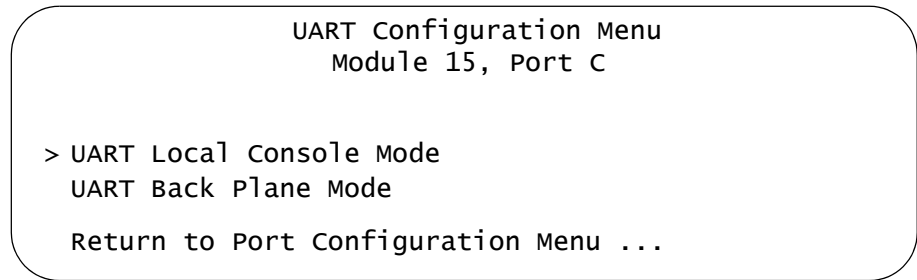 UART Configuration Menu
Module 15, Port C
> UART Local Console Mode
UART Back Plane Mode
Return to Port Configuration Menu ...